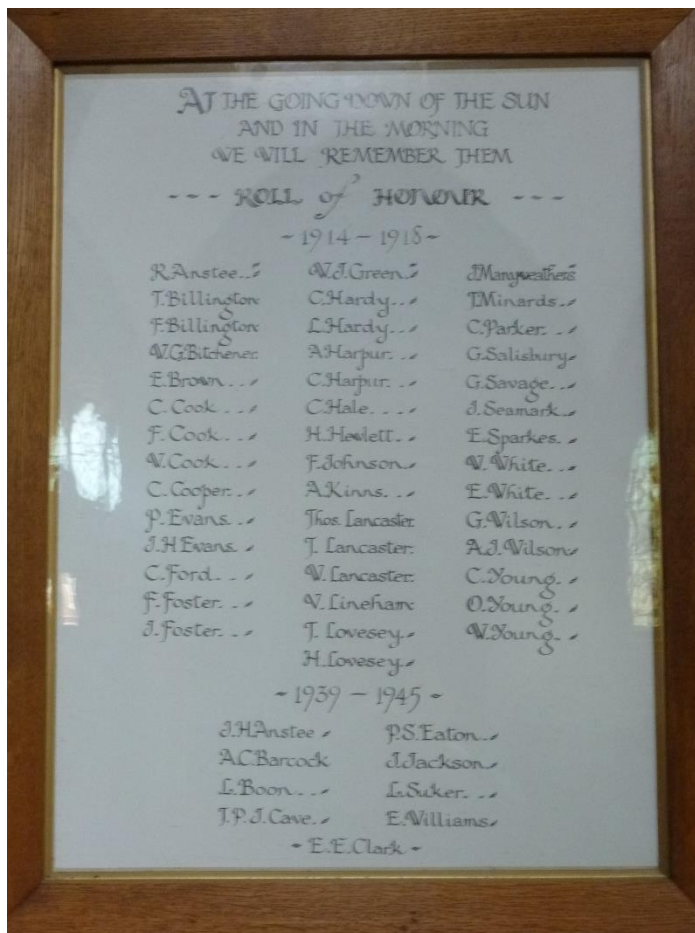 AT THE GOING DOWN OF THE SUN
AND IN THE MORNING
WE WILL REMEMBER THEM
--- ROLL of HONOUR ---
- 1914 - 1918 -
R.Anstee
T.Billington
F.Billington
W.G.Bitchener
E.Brown
C.Cook
F.Cook
W.Cook
C.Cooper
P.Evans
J.H Evans
C.Ford
F.Foster
J.Foster
W.J.Green
C.Hardy
L.Hardy
A.Harpur
C.Harpur
C.Hale
H.Hewlett
F.Johnson
A.Kinns
Thos. Lancaster
T. Lancaster
W. Lancaster
W. Lineham
T. Lovesey
H. Lovesey
J.Manyweathers
T.Minards
C.Parker
G.Salisbury
G.Savage
J.Seamark
E.Sparkes
W.White
E.White
G.Wilson
A.J.Wilson
C.Young
O.Young
W.Young
- 1939 - 1945 -
J.H.Anstee
A.C.Barcock
L.Boon
T.P.J.Cave
P.S.Eaton
J.Jackson
L.Suker
E.Williams
- E.E.Clark -